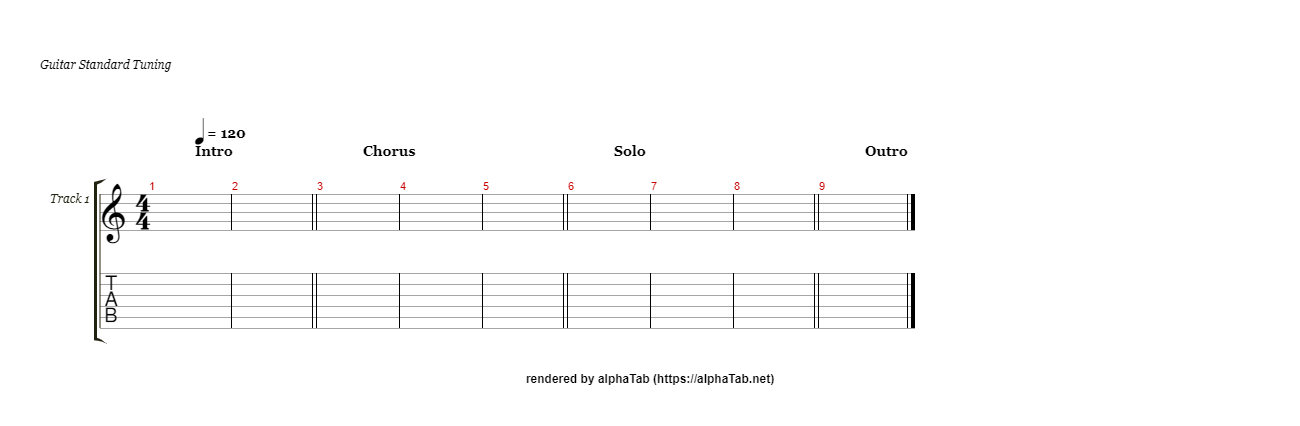 Guitar Standard Tuning
= 120
Intro Chorus Solo Outro
1 2 3 4 5 6 7 8 9
Track 1
4
4
T
A
B
rendered by alphaTab (https://alphaTab.net)